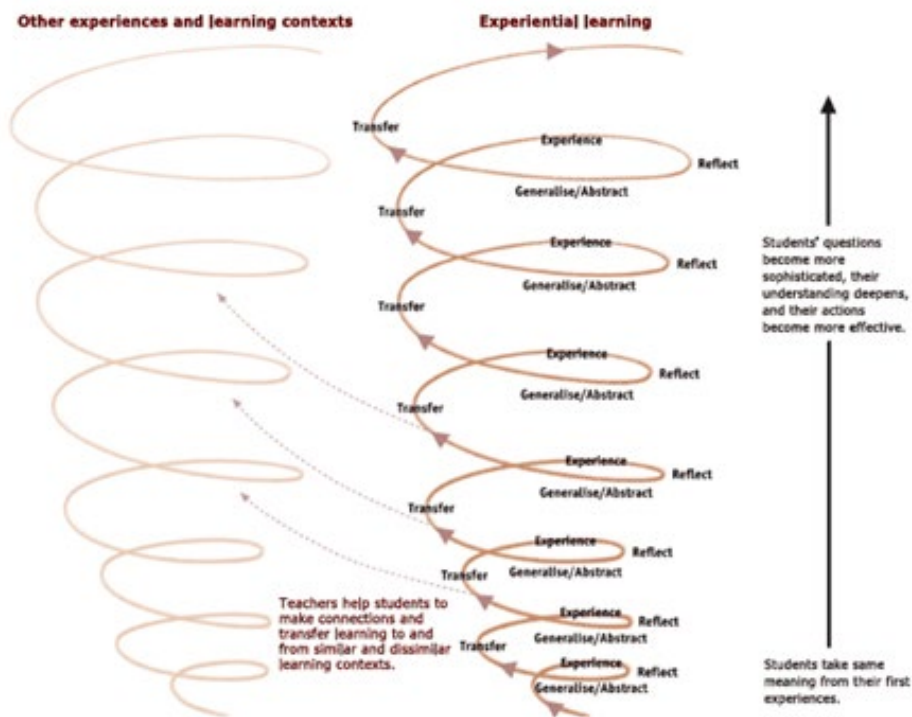 Other experiences and learning contexts
Experiential learning
Transfer
Experience
Reflect
Generalise/Abstract
Transfer
Experience
Reflect
Generalise/Abstract
Transfer
Experience
Reflect
Generalise/Abstract
Transfer
Experience
Reflect
Generalise/Abstract
Transfer
Experience
Reflect
Generalise/Abstract
Transfer
Experience
Reflect
Generalise/Abstract
Transfer
Experience
Reflect
Generalise/Abstract
Teachers help students to
make connections and
transfer learning to and
from similar and dissimilar
learning contexts.
Students' questions
become more
sophisticated, their
understanding deepens,
and their actions
become more effective.
Students take same
meaning from their first
experiences.